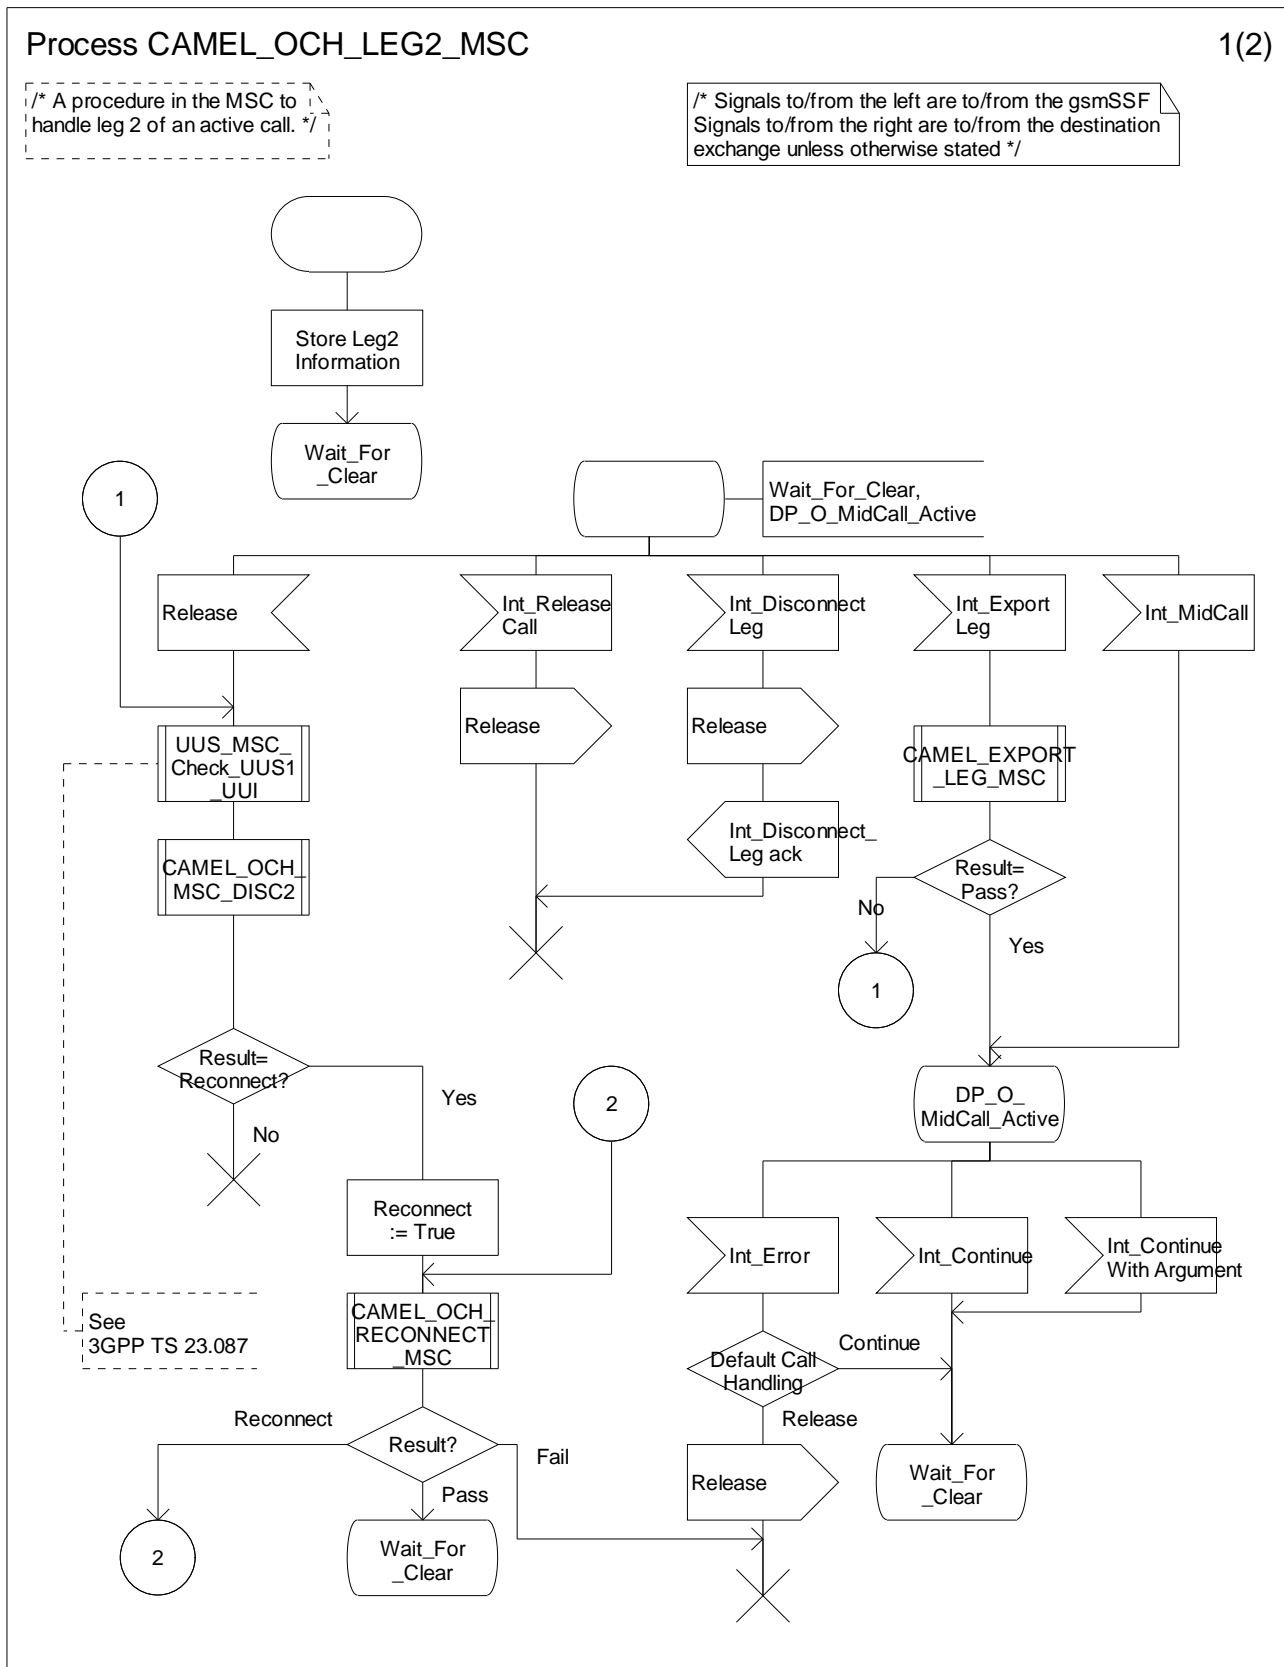 Process CAMEL_OCH_LEG2_MSC
1(2)
/* A procedure in the MSC to
handle leg 2 of an active call. */
/* Signals to/from the left are to/from the gsmSSF
Signals to/from the right are to/from the destination
exchange unless otherwise stated */
Store Leg2
Information
Wait_For
_Clear
1
Wait_For_Clear,
DP_O_MidCall_Active
Release
Int_Release
Call
Int_Disconnect
Leg
Int_Export
Leg
Int_MidCall
Release
Release
UUS_MSC_
Check_UUS1
_UUI
CAMEL_EXPORT
_LEG_MSC
Int_Disconnect_
Leg ack
CAMEL_OCH_
MSC_DISC2
Result=
Pass?
No
Yes
1
Result=
Reconnect?
Yes
No
2
DP_O_
MidCall_Active
Reconnect
:= True
Int_Error
Int_Continue
Int_Continue
With Argument
See
3GPP TS 23.087
CAMEL_OCH_
RECONNECT
_MSC
Default Call
Handling
Continue
Release
Reconnect
Result?
Fail
Pass
Release
Wait_For
_Clear
2
Wait_For
_Clear